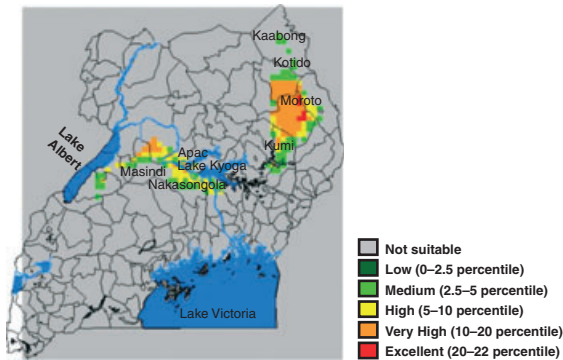 Kaabong
Kotido
Moroto
Kumi
Lake
Albert
Apac
Lake Kyoga
Masindi
Nakasongola
Lake Victoria
Not suitable
Low (0–2.5 percentile)
Medium (2.5–5 percentile)
High (5–10 percentile)
Very High (10–20 percentile)
Excellent (20–22 percentile)